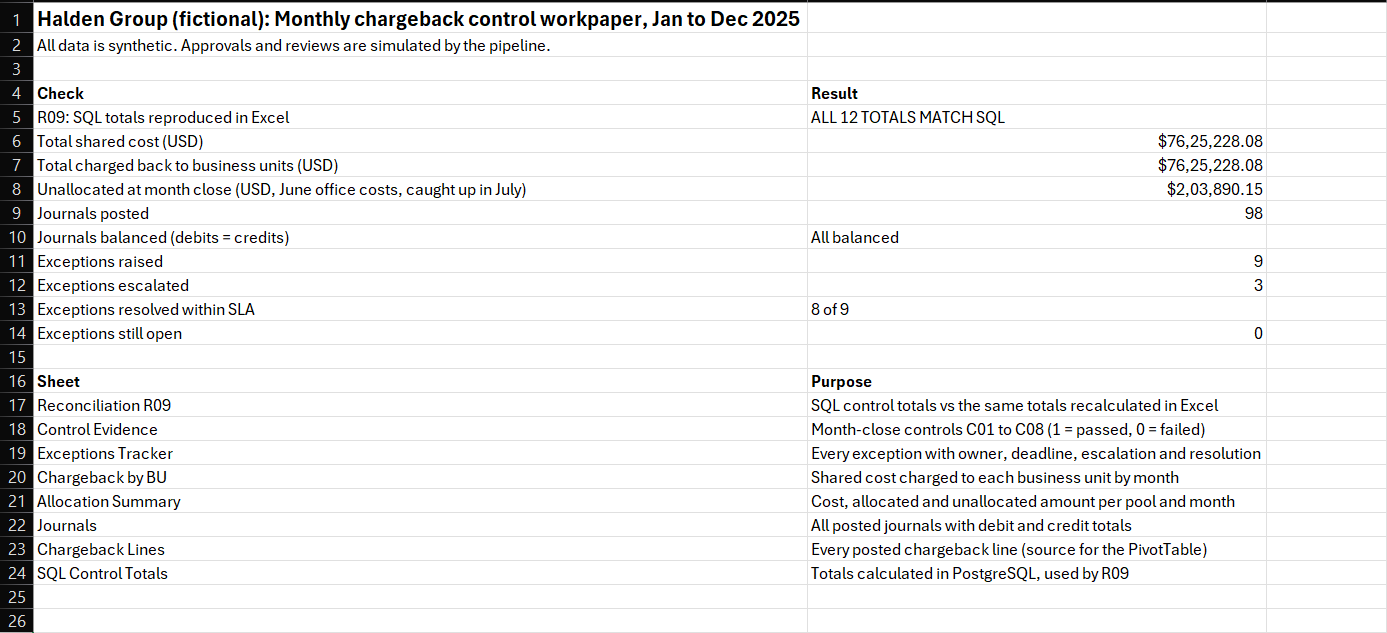 1 Halden Group (fictional): Monthly chargeback control workpaper, Jan to Dec 2025
2 All data is synthetic. Approvals and reviews are simulated by the pipeline.
3
4 Check Result
5 R09: SQL totals reproduced in Excel ALL 12 TOTALS MATCH SQL
6 Total shared cost (USD) $76,25,228.08
7 Total charged back to business units (USD) $76,25,228.08
8 Unallocated at month close (USD, June office costs, caught up in July) $2,03,890.15
9 Journals posted 98
10 Journals balanced (debits = credits) All balanced
11 Exceptions raised 9
12 Exceptions escalated 3
13 Exceptions resolved within SLA 8 of 9
14 Exceptions still open 0
15
16 Sheet Purpose
17 Reconciliation R09 SQL control totals vs the same totals recalculated in Excel
18 Control Evidence Month-close controls C01 to C08 (1 = passed, 0 = failed)
19 Exceptions Tracker Every exception with owner, deadline, escalation and resolution
20 Chargeback by BU Shared cost charged to each business unit by month
21 Allocation Summary Cost, allocated and unallocated amount per pool and month
22 Journals All posted journals with debit and credit totals
23 Chargeback Lines Every posted chargeback line (source for the PivotTable)
24 SQL Control Totals Totals calculated in PostgreSQL, used by R09
25
26